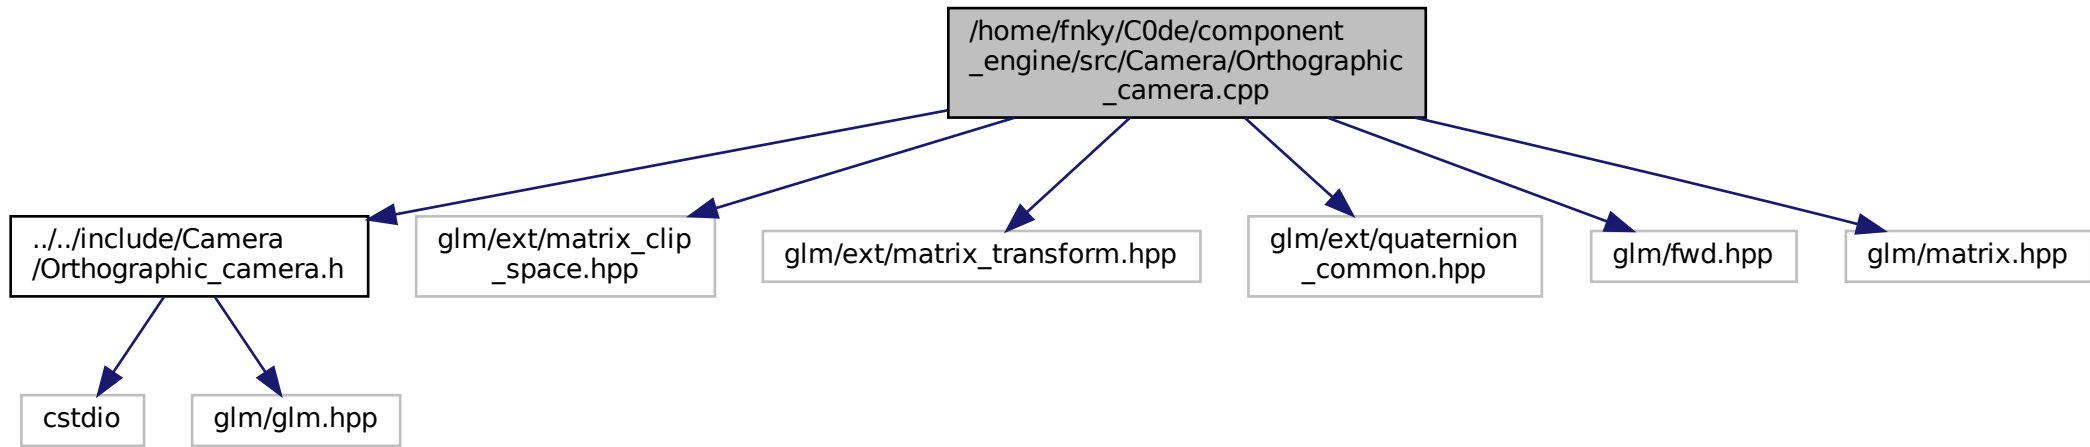 /home/fnky/C0de/component
_engine/src/Camera/Orthographic
_camera.cpp
../../include/Camera
/Orthographic_camera.h
glm/ext/matrix_clip
_space.hpp
glm/ext/matrix_transform.hpp
glm/ext/quaternion
_common.hpp
glm/fwd.hpp
glm/matrix.hpp
cstdio
glm/glm.hpp